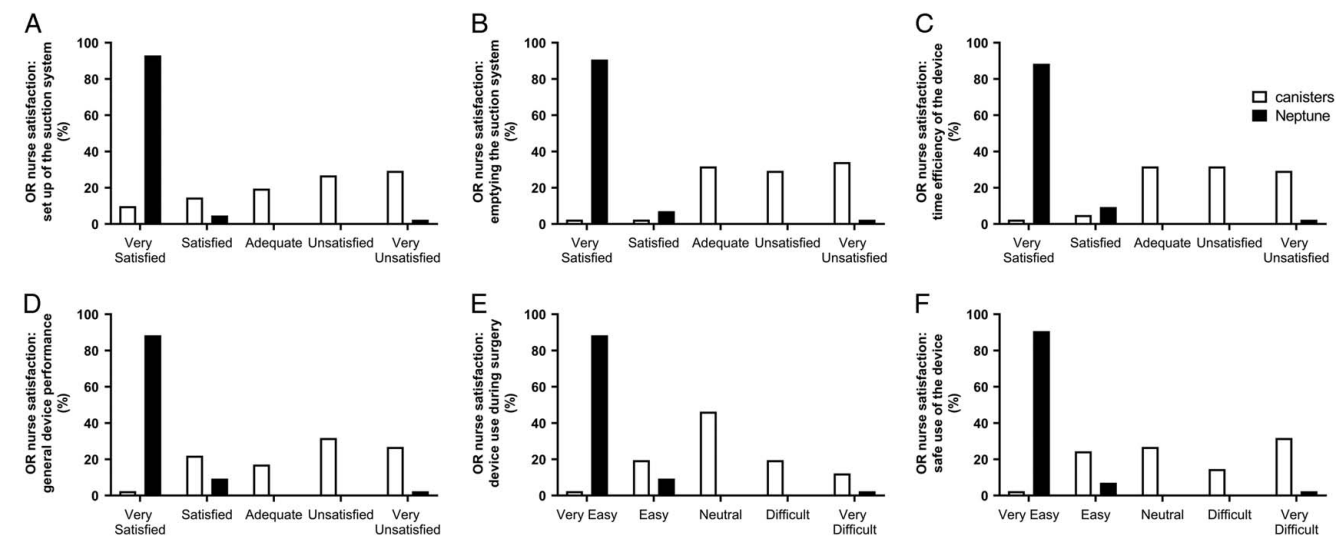 A
OR nurse satisfaction:
set up of the suction system
(%)
100
80
60
40
20
0
Very
Satisfied
Satisfied
Adequate
Unsatisfied
Very
Unsatisfied
B
OR nurse satisfaction:
emptying the suction system
(%)
100
80
60
40
20
0
Very
Satisfied
Satisfied
Adequate
Unsatisfied
Very
Unsatisfied
C
OR nurse satisfaction:
time efficiency of the device
(%)
100
80
60
40
20
0
Very
Satisfied
Satisfied
Adequate
Unsatisfied
Very
Unsatisfied
canisters
Neptune
D
OR nurse satisfaction:
general device performance
(%)
100
80
60
40
20
0
Very
Satisfied
Satisfied
Adequate
Unsatisfied
Very
Unsatisfied
E
OR nurse satisfaction:
device use during surgery
(%)
100
80
60
40
20
0
Very Easy
Easy
Neutral
Difficult
Very
Difficult
F
OR nurse satisfaction:
safe use of the device
(%)
100
80
60
40
20
0
Very Easy
Easy
Neutral
Difficult
Very
Difficult